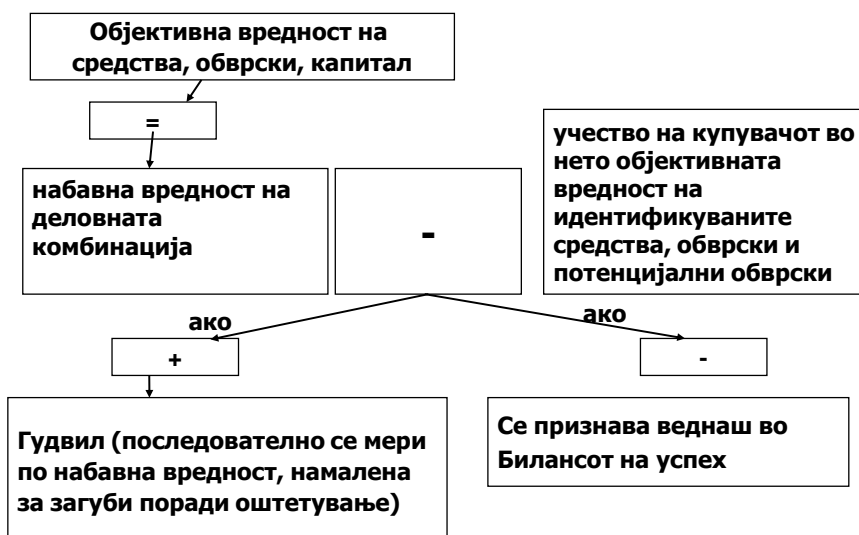 Објективна вредност на
средства, обврски, капитал
=
набавна вредност на
деловната
комбинација
-
учество на купувачот во
нето објективната
вредност на
идентификуваните
средства, обврски и
потенцијални обврски
ако
ако
+
-
Гудвил (последователно се мери
по набавна вредност, намалена
за загуби поради оштетување)
Се признава веднаш во
Билансот на успех